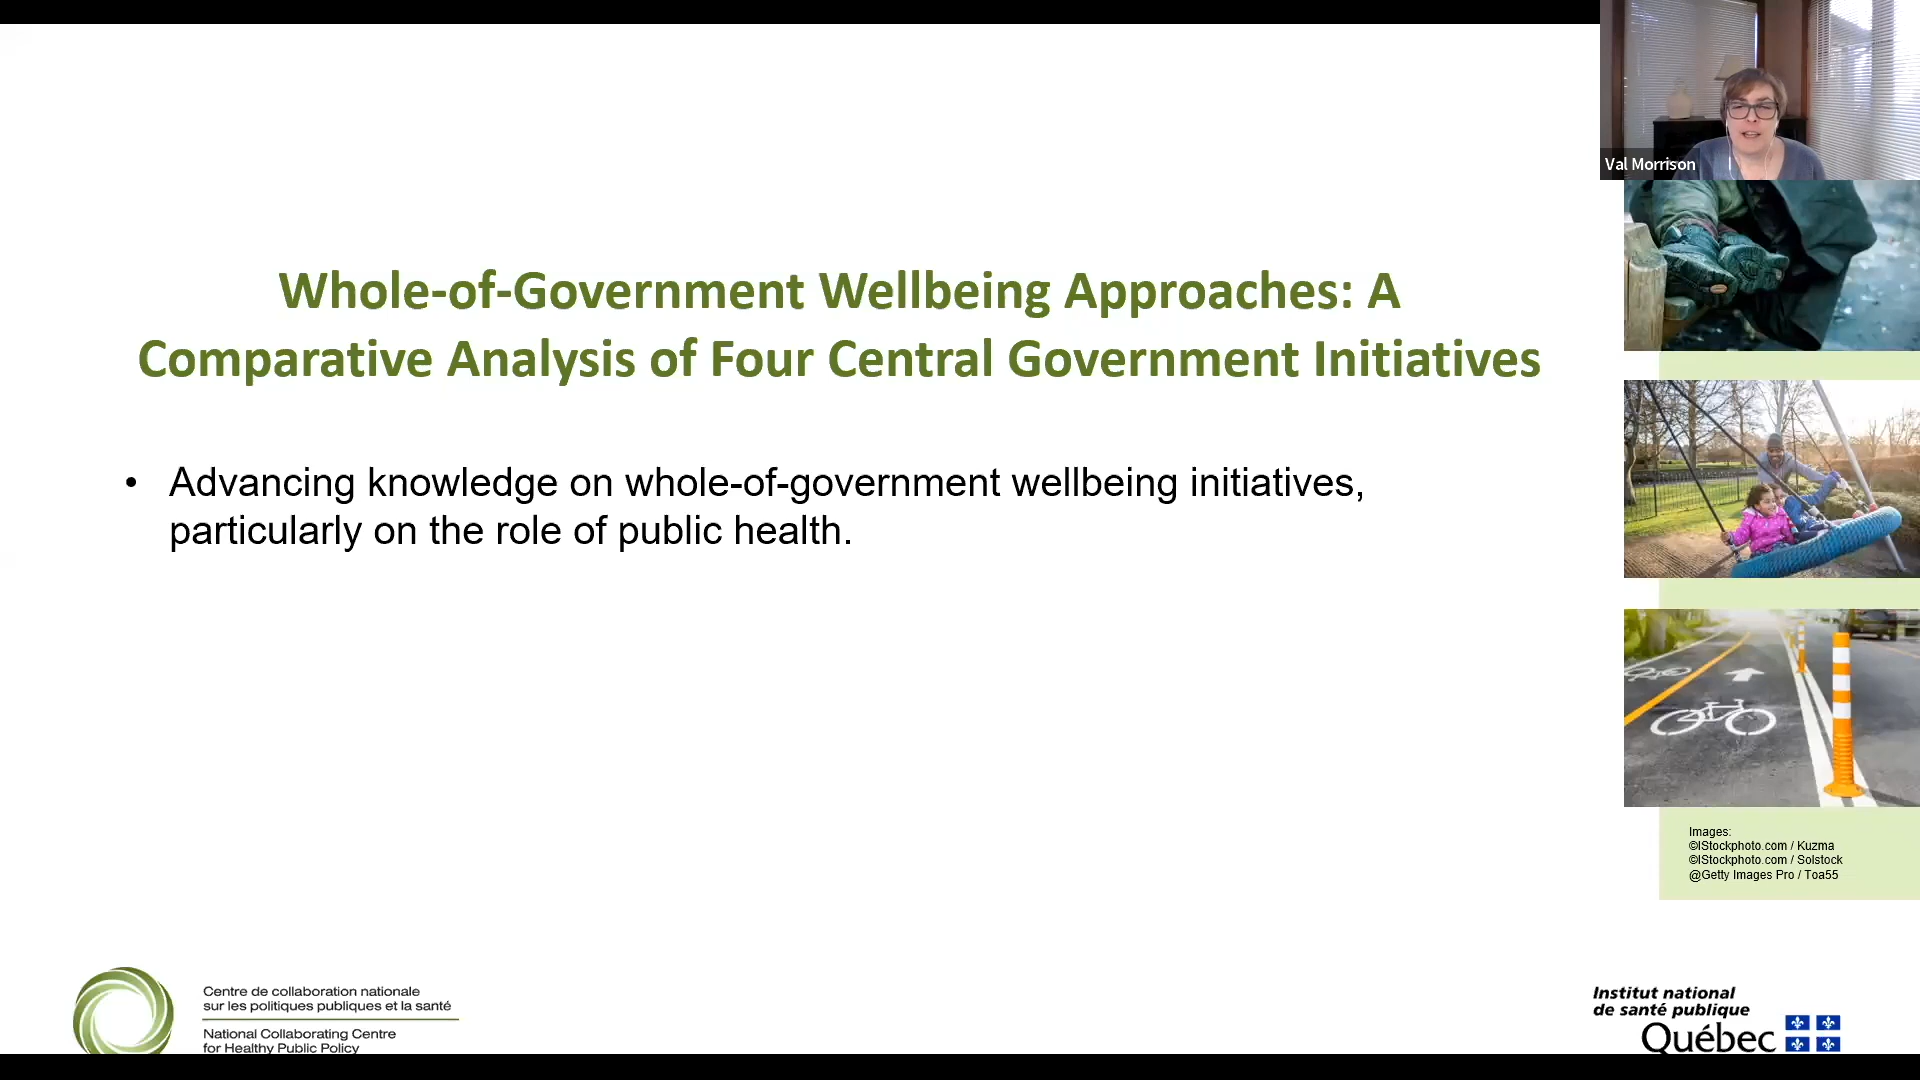 Val Morrison
Whole-of-Government Wellbeing Approaches: A
Comparative Analysis of Four Central Government Initiatives
• Advancing knowledge on whole-of-government wellbeing initiatives,
particularly on the role of public health.
Images:
©IStockphoto.com / Kuzma
©IStockphoto.com / Solstock
@Getty Images Pro / Toa55
Centre de collaboration nationale
sur les politiques publiques et la santé
National Collaborating Centre
for Healthy Public Policy
Institut national
de santé publique
Québec